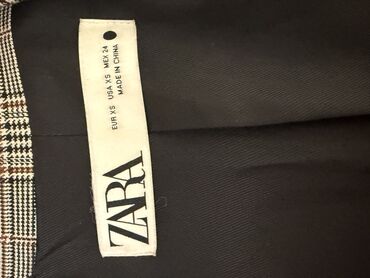 ZARA
EUR XS USA XS MEX 24
MADE IN CHINA